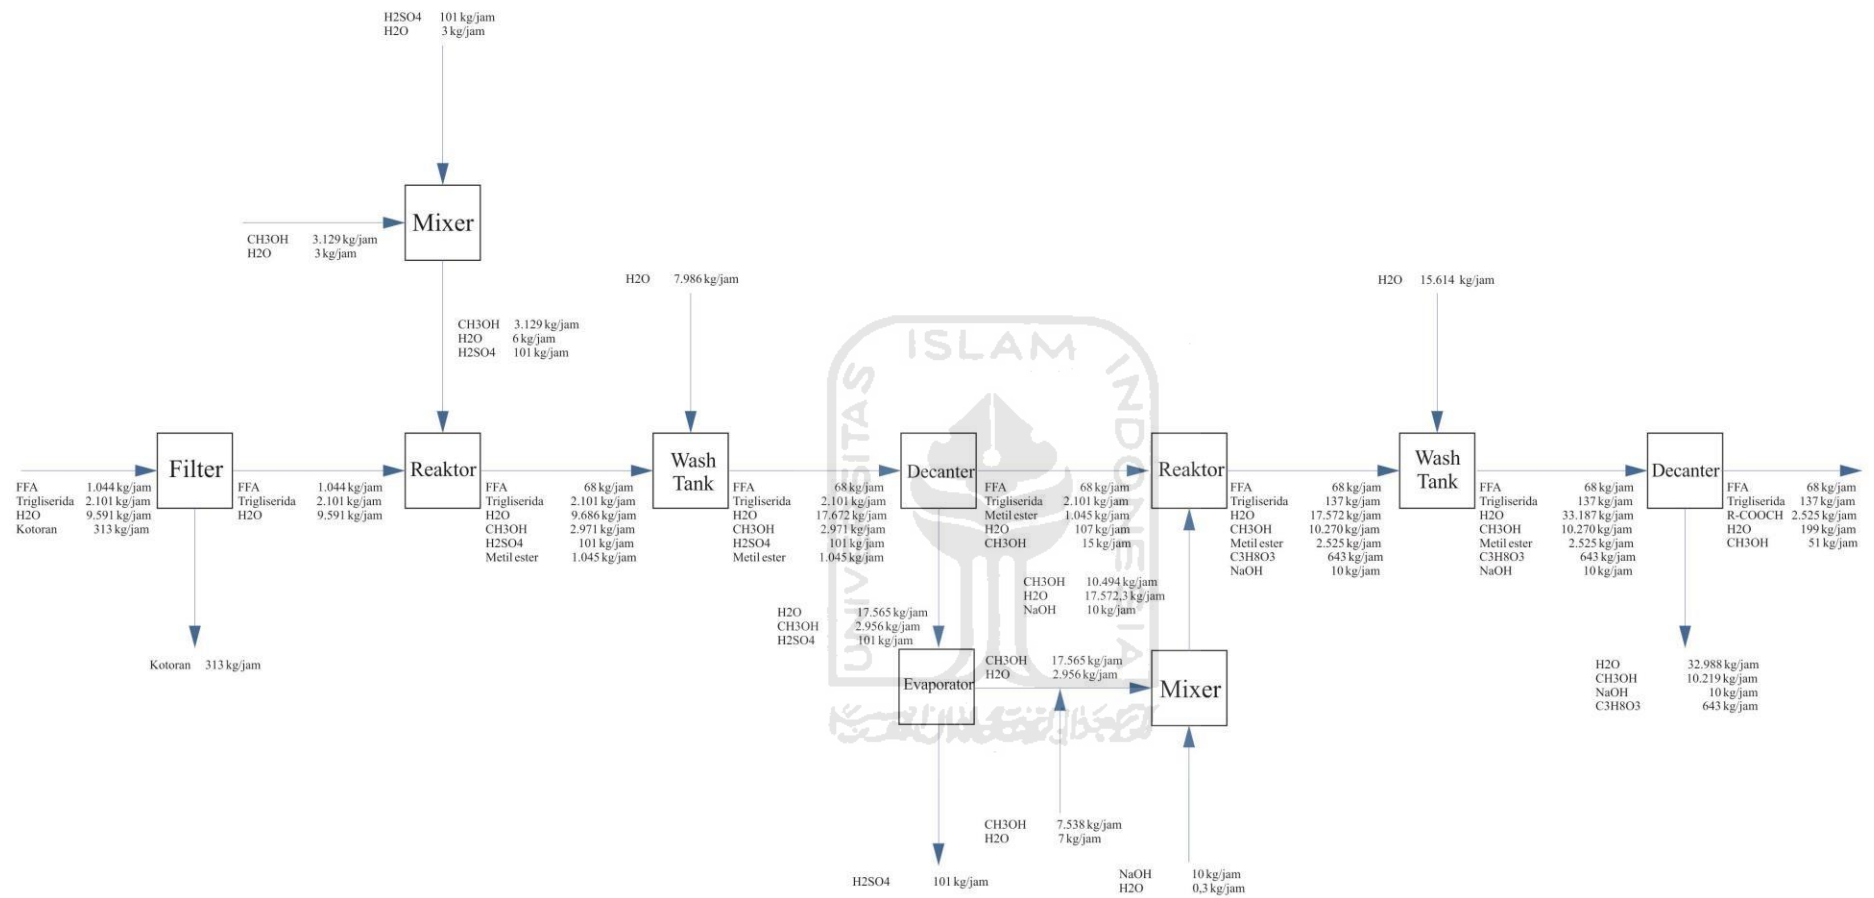 H2SO4 101 kg/jam
H2O 3 kg/jam
Mixer
CH3OH 3.129 kg/jam
H2O 3 kg/jam
CH3OH 3.129 kg/jam
H2O 6 kg/jam
H2SO4 101 kg/jam
H2O 7.986 kg/jam
H2O 15.614 kg/jam
ISLAM
UNIVERSITAS
INDONESIA
Filter
Reaktor
Wash
Tank
Decanter
Reaktor
Wash
Tank
Decanter
FFA 1.044 kg/jam
Trigliserida 2.101 kg/jam
H2O 9.591 kg/jam
Kotoran 313 kg/jam
FFA 1.044 kg/jam
Trigliserida 2.101 kg/jam
H2O 9.591 kg/jam
FFA 68 kg/jam
Trigliserida 2.101 kg/jam
H2O 9.686 kg/jam
CH3OH 2.971 kg/jam
H2SO4 101 kg/jam
Metil ester 1.045 kg/jam
FFA 68 kg/jam
Trigliserida 2.101 kg/jam
H2O 17.672 kg/jam
CH3OH 2.971 kg/jam
H2SO4 101 kg/jam
Metil ester 1.045 kg/jam
FFA 68 kg/jam
Trigliserida 2.101 kg/jam
Metil ester 1.045 kg/jam
H2O 107 kg/jam
CH3OH 15 kg/jam
FFA 68 kg/jam
Trigliserida 137 kg/jam
H2O 17.572 kg/jam
CH3OH 10.270 kg/jam
Metil ester 2.525 kg/jam
C3H8O3 643 kg/jam
NaOH 10 kg/jam
FFA 68 kg/jam
Trigliserida 137 kg/jam
H2O 33.187 kg/jam
CH3OH 10.270 kg/jam
Metil ester 2.525 kg/jam
C3H8O3 643 kg/jam
NaOH 10 kg/jam
FFA 68 kg/jam
Trigliserida 137 kg/jam
R-COOCH 2.525 kg/jam
H2O 199 kg/jam
CH3OH 51 kg/jam
CH3OH 10.494 kg/jam
H2O 17.572,3 kg/jam
NaOH 10 kg/jam
H2O 17.565 kg/jam
CH3OH 2.956 kg/jam
H2SO4 101 kg/jam
Kotoran 313 kg/jam
Evaporator
CH3OH 17.565 kg/jam
H2O 2.956 kg/jam
Mixer
H2O 32.988 kg/jam
CH3OH 10.219 kg/jam
NaOH 10 kg/jam
C3H8O3 643 kg/jam
CH3OH 7.538 kg/jam
H2O 7 kg/jam
H2SO4 101 kg/jam
NaOH 10 kg/jam
H2O 0,3 kg/jam